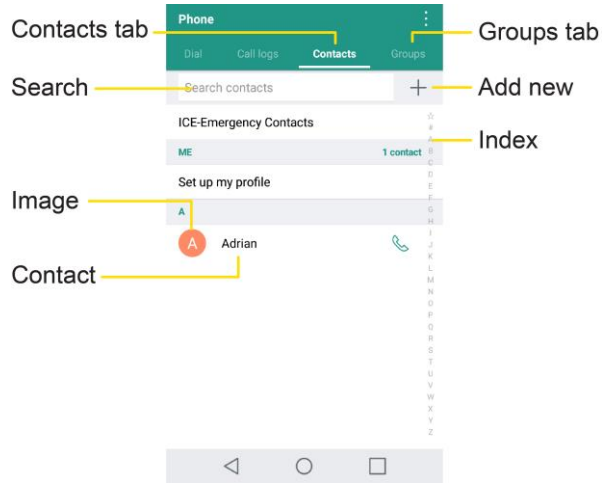 Phone
Contacts tab
Groups tab
Dial Call logs Contacts Groups
Search
Search contacts
Add new
ICE-Emergency Contacts
Index
ME 1 contact
Set up my profile
Image
A
A Adrian
Contact
#
A
B
C
D
E
F
G
H
I
J
K
L
M
N
O
P
Q
R
S
T
U
V
W
X
Y
Z